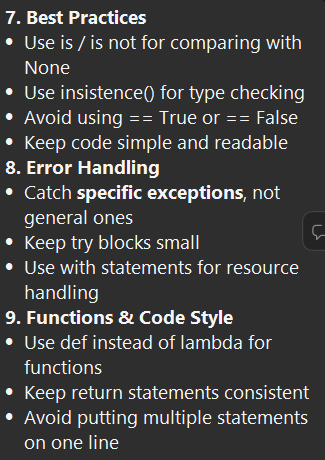 7. Best Practices
• Use is / is not for comparing with
None
• Use insistence() for type checking
• Avoid using == True or == False
• Keep code simple and readable
8. Error Handling
• Catch specific exceptions, not
general ones
• Keep try blocks small
• Use with statements for resource
handling
9. Functions & Code Style
• Use def instead of lambda for
functions
• Keep return statements consistent
• Avoid putting multiple statements
on one line